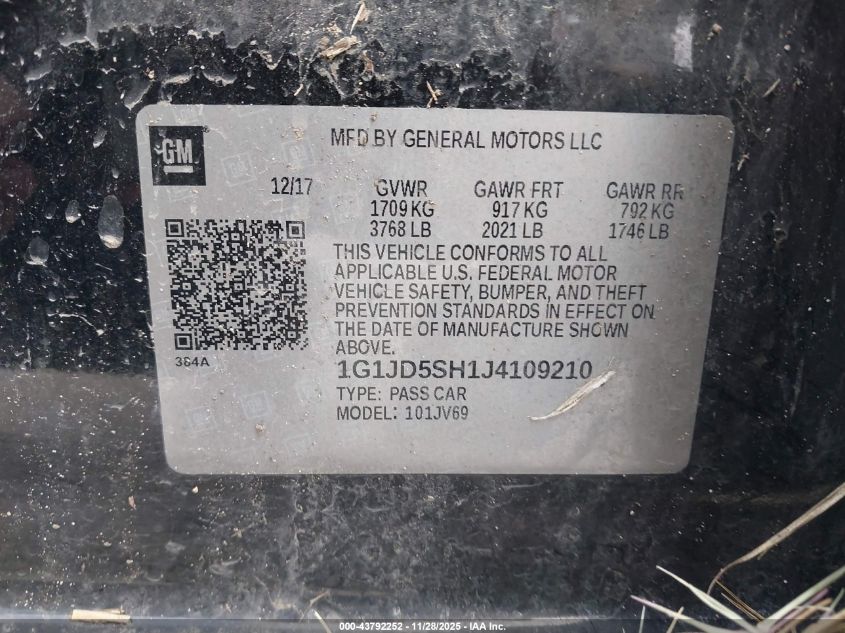 GM
MFD BY GENERAL MOTORS LLC
12/17 GVWR GAWR FRT GAWR RR
1709 KG 917 KG 792 KG
3768 LB 2021 LB 1746 LB
THIS VEHICLE CONFORMS TO ALL
APPLICABLE U.S. FEDERAL MOTOR
VEHICLE SAFETY, BUMPER, AND THEFT
PREVENTION STANDARDS IN EFFECT ON
THE DATE OF MANUFACTURE SHOWN
ABOVE.
384A
1G1JD5SH1J4109210
TYPE: PASS CAR
MODEL: 101JV69
000-43792252 - 11/28/2025 - IAA Inc.